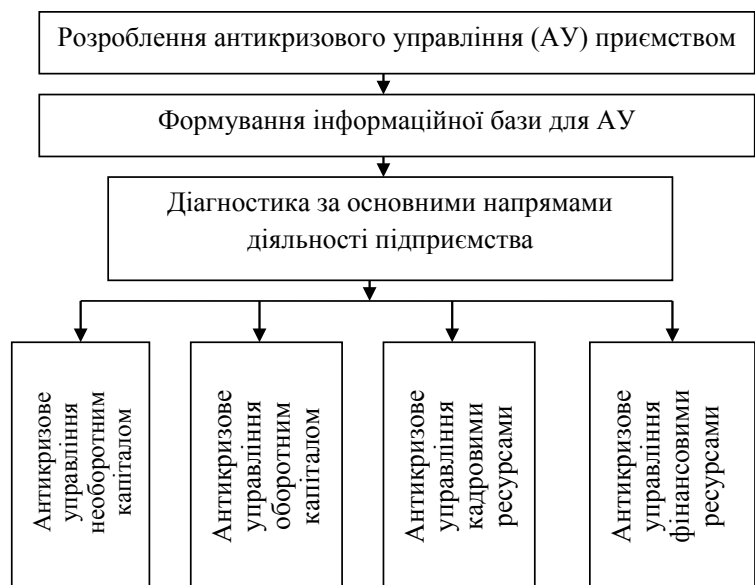 Розроблення антикризового управління (АУ) приємством
Формування інформаційної бази для АУ
Діагностика за основними напрямами
діяльності підприємства
Антикризове
управління
необоротним
капіталом
Антикризове
управління
оборотним
капіталом
Антикризове
управління
кадровими
ресурсами
Антикризове
управління
фінансовими
ресурсами